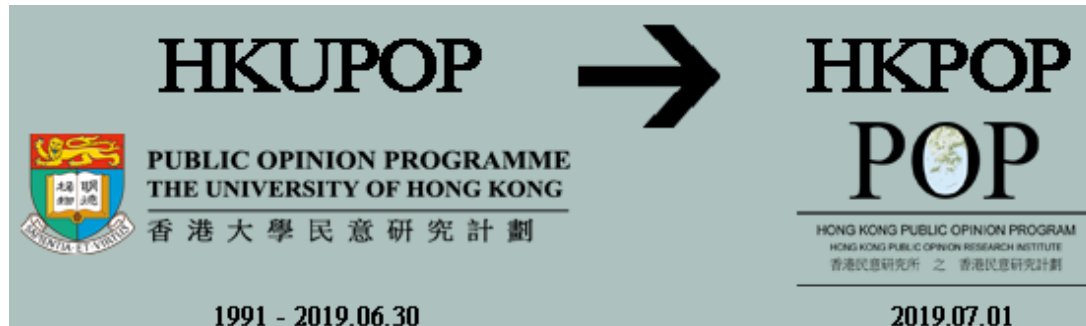 HKUPOP
PUBLIC OPINION PROGRAMME
THE UNIVERSITY OF HONG KONG
香港大學民意研究計劃
1991 - 2019.06.30
HKPOP
POP
HONG KONG PUBLIC OPINION PROGRAM
HONG KONG PUBLIC OPINION RESEARCH INSTITUTE
香港民意研究所 之 香港民意研究計劃
2019.07.01